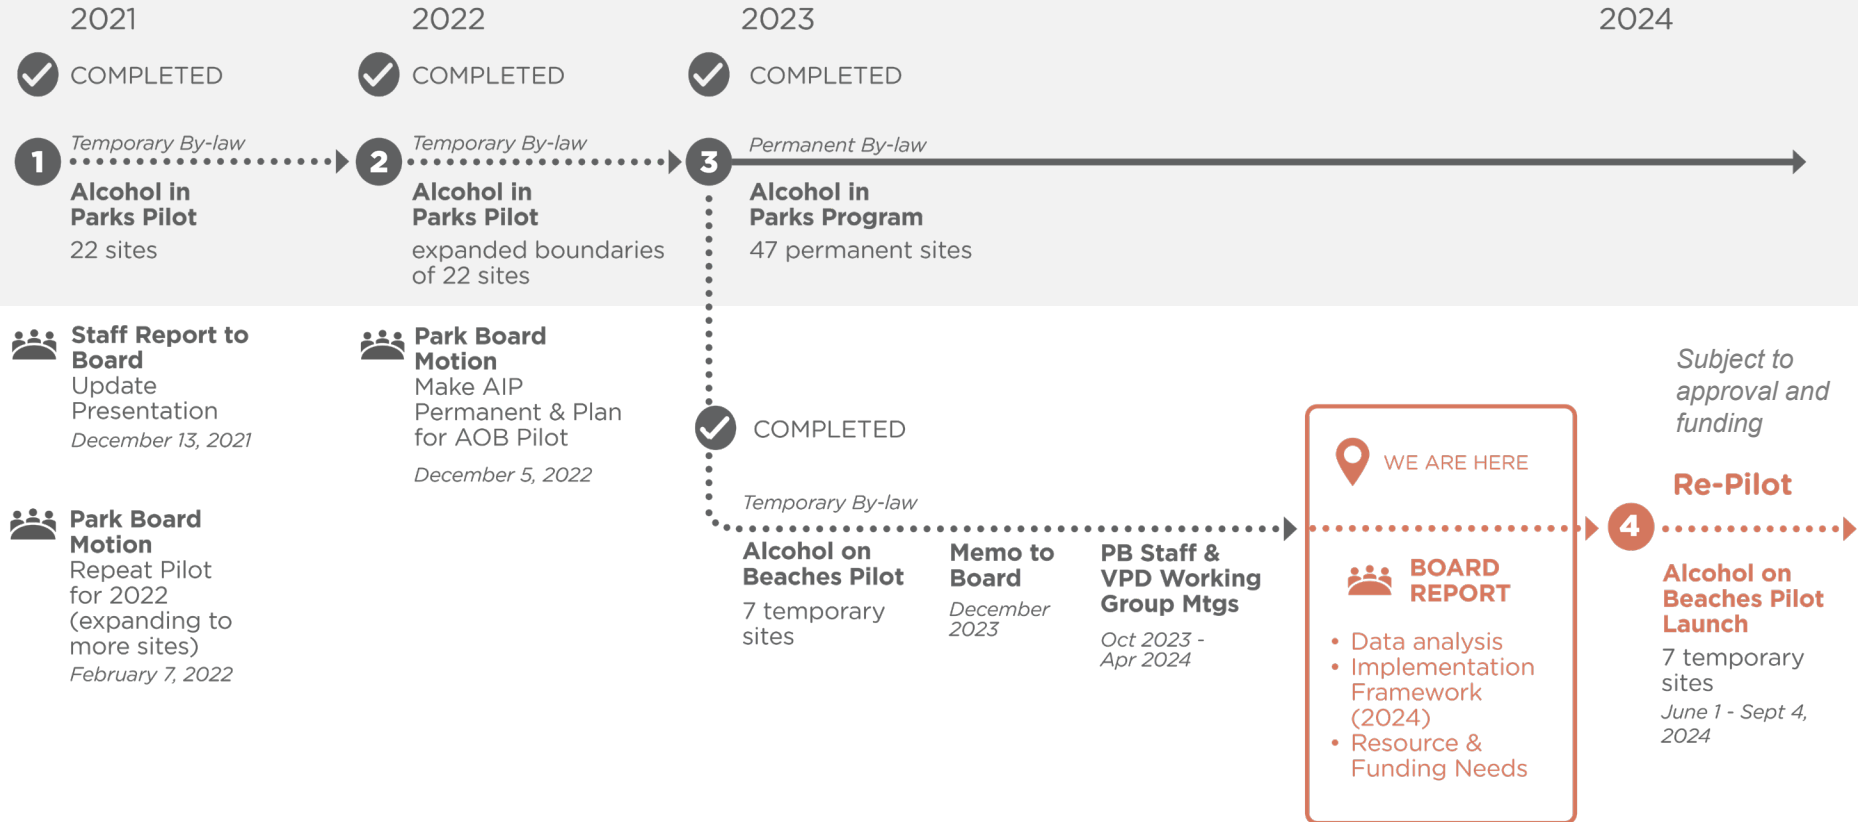 2021
2022
2023
2024
COMPLETED
COMPLETED
COMPLETED
1
Temporary By-law
2
Temporary By-law
3
Permanent By-law
Alcohol in
Parks Pilot
22 sites
Alcohol in
Parks Pilot
expanded boundaries
of 22 sites
Alcohol in
Parks Program
47 permanent sites
Staff Report to
Board
Update
Presentation
December 13, 2021
Park Board
Motion
Repeat Pilot
for 2022
(expanding to
more sites)
February 7, 2022
Park Board
Motion
Make AIP
Permanent & Plan
for AOB Pilot
December 5, 2022
COMPLETED
Temporary By-law
Alcohol on
Beaches Pilot
7 temporary
sites
Memo to
Board
December
2023
PB Staff &
VPD Working
Group Mtgs
Oct 2023 -
Apr 2024
WE ARE HERE
BOARD
REPORT
• Data analysis
• Implementation
Framework
(2024)
• Resource &
Funding Needs
Subject to
approval and
funding
Re-Pilot
4
Alcohol on
Beaches Pilot
Launch
7 temporary
sites
June 1 - Sept 4,
2024